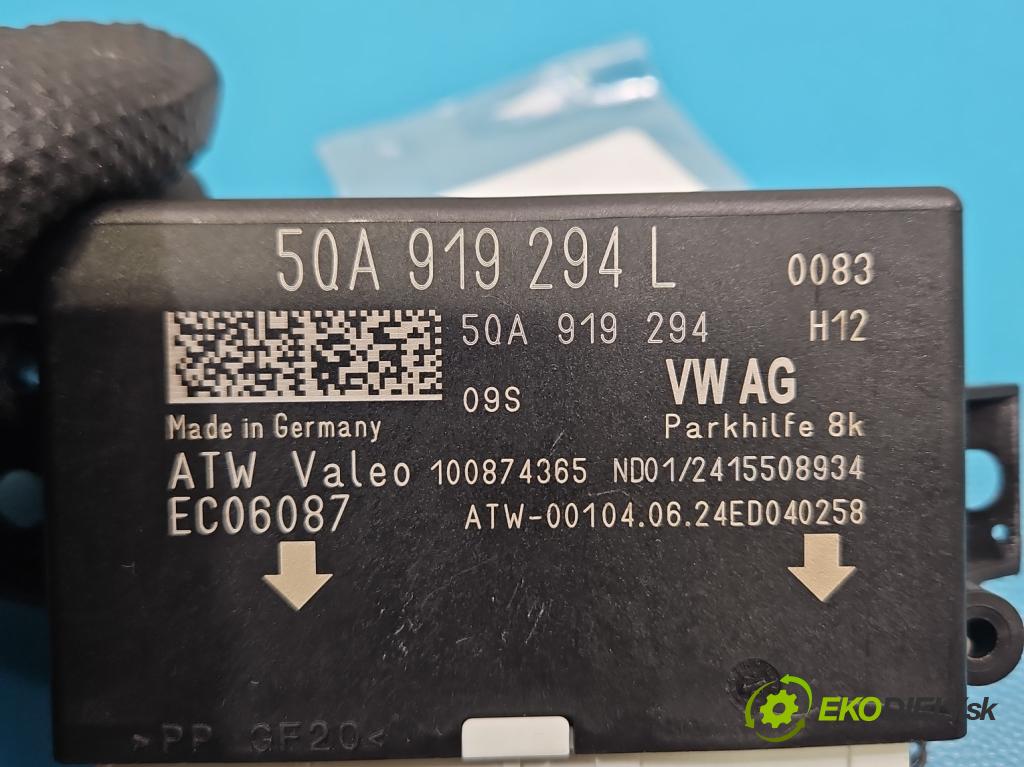 5QA 919 294 L 0083
5QA 919 294 H12
09S VW AG
Made in Germany Parkhilfe 8k
ATW Valeo 100874365 ND01/2415508934
EC06087 ATW-00104.06.24ED040258
EKODIELY.sk
>PP GF20<